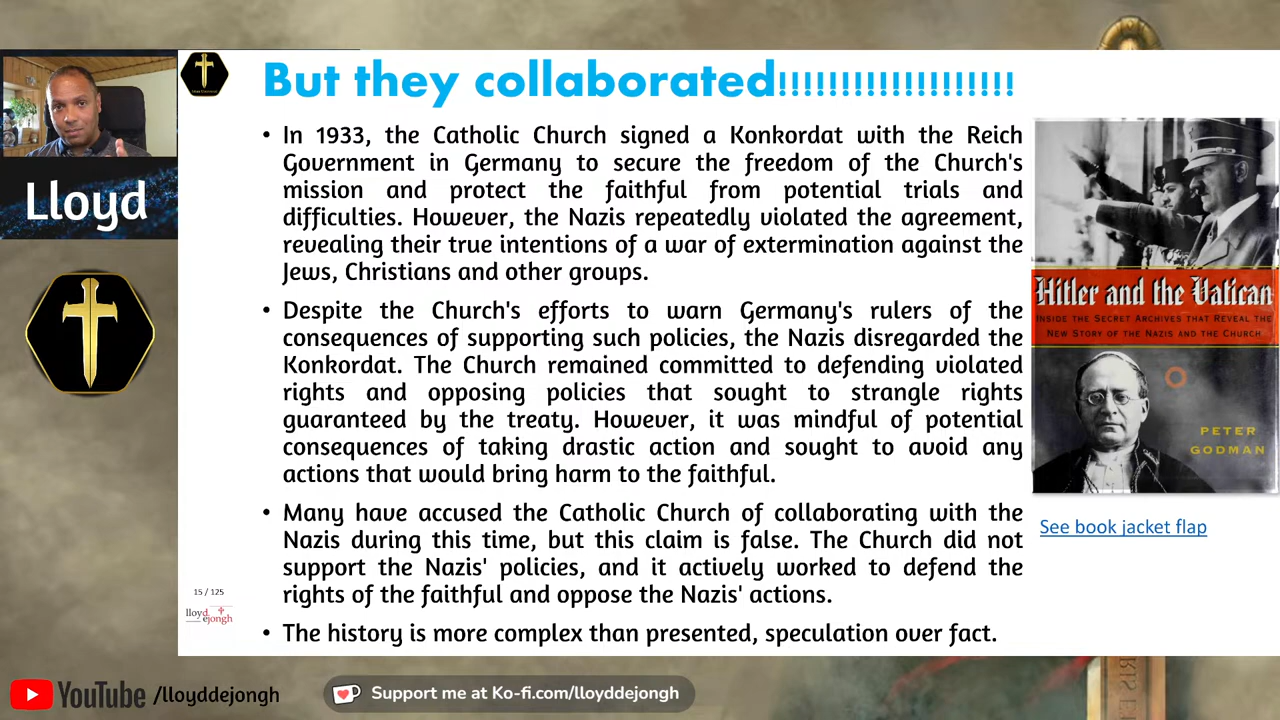 But they collaborated!!!!!!!!!!!!!!!!!!!
Lloyd
• In 1933, the Catholic Church signed a Konkordat with the Reich
Government in Germany to secure the freedom of the Church's
mission and protect the faithful from potential trials and
difficulties. However, the Nazis repeatedly violated the agreement,
revealing their true intentions of a war of extermination against the
Jews, Christians and other groups.
• Despite the Church's efforts to warn Germany's rulers of the
consequences of supporting such policies, the Nazis disregarded the
Konkordat. The Church remained committed to defending violated
rights and opposing policies that sought to strangle rights
guaranteed by the treaty. However, it was mindful of potential
consequences of taking drastic action and sought to avoid any
actions that would bring harm to the faithful.
• Many have accused the Catholic Church of collaborating with the
Nazis during this time, but this claim is false. The Church did not
support the Nazis' policies, and it actively worked to defend the
rights of the faithful and oppose the Nazis' actions.
• The history is more complex than presented, speculation over fact.
Hitler and the Vatican
INSIDE THE SECRET ARCHIVES THAT REVEAL THE
NEW STORY OF THE NAZIS AND THE CHURCH
PETER
GODMAN
See book jacket flap
15 / 125
lloyd
dejongh
YouTube /lloyddejongh
Support me at Ko-fi.com/lloyddejongh